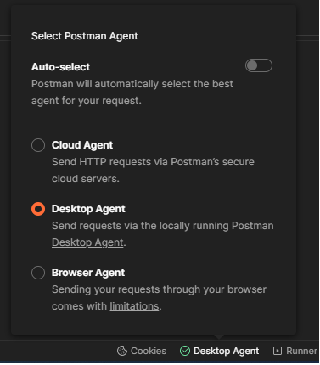 Select Postman Agent
Auto-select
Postman will automatically select the best
agent for your request.
Cloud Agent
Send HTTP requests via Postman's secure
cloud servers.
Desktop Agent
Send requests via the locally running Postman
Desktop Agent.
Browser Agent
Sending your requests through your browser
comes with limitations.
Cookies Desktop Agent Runner